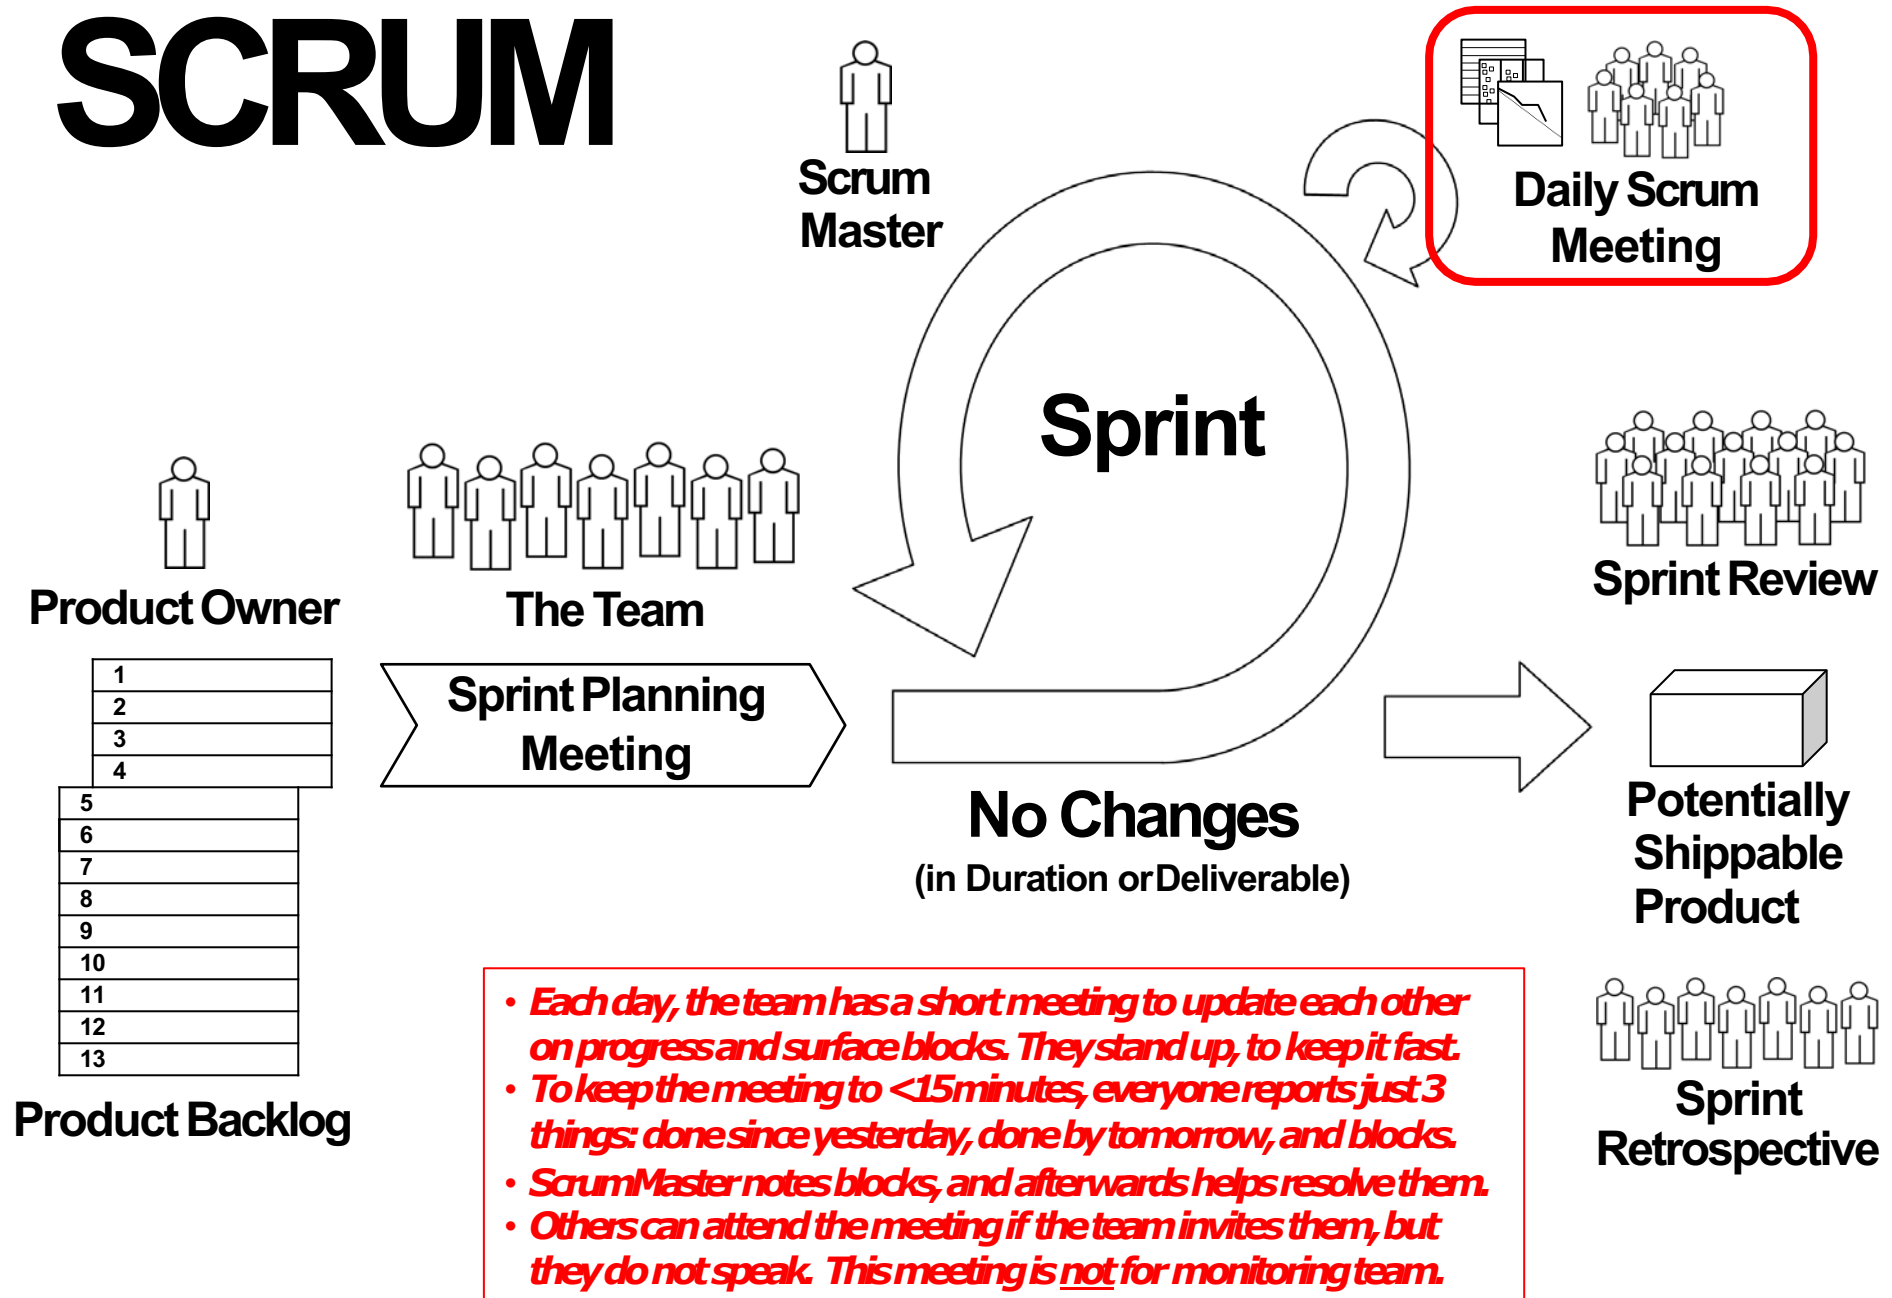 SCRUM
Scrum
Master
Daily Scrum
Meeting
Sprint
Product Owner
The Team
Sprint Review
1
2
3
4
5
6
7
8
9
10
11
12
13
Product Backlog
Sprint Planning
Meeting
No Changes
(in Duration or Deliverable)
Potentially
Shippable
Product
Sprint
Retrospective
• Each day, the team has a short meeting to update each other
on progress and surface blocks. They stand up, to keep it fast.
• To keep the meeting to <15 minutes, everyone reports just 3
things: done since yesterday, done by tomorrow, and blocks.
• ScrumMaster notes blocks, and afterwards helps resolve them.
• Others can attend the meeting if the team invites them, but
they do not speak. This meeting is not for monitoring team.